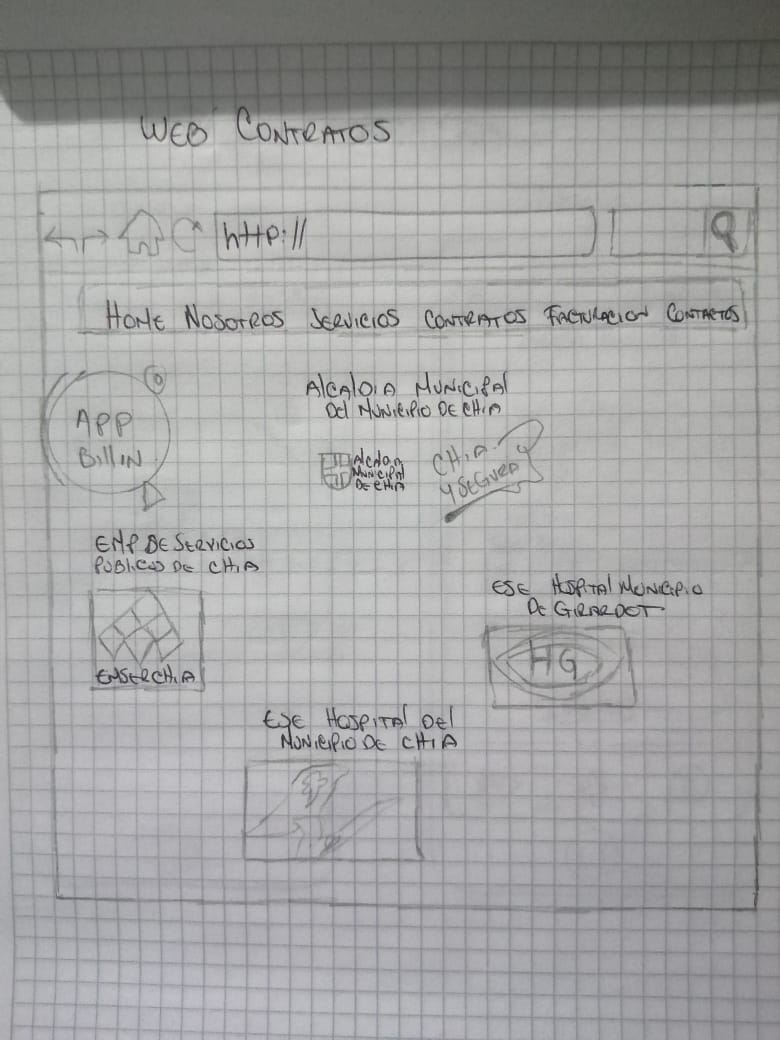 WEB CONTRATOS
http://
HOME NOSOTROS SERVICIOS CONTRATOS FACTURACION CONTACTOS
APP
BillIN
AlCAlDIA MUNICIPAl
DEl MUNICIPIO DE CHIA
AlCAlDIA
MUNICIPAl
DE CHIA
CHIA
Y SEGURA
EMP DE SERVICIOS
PUBLICOS DE CHIA
EMSERCHIA
ESE HOSPITAl MUNICIPIO
DE GIRARDOT
HG
ESE HOSPITAl DEl
MUNICIPIO DE CHIA